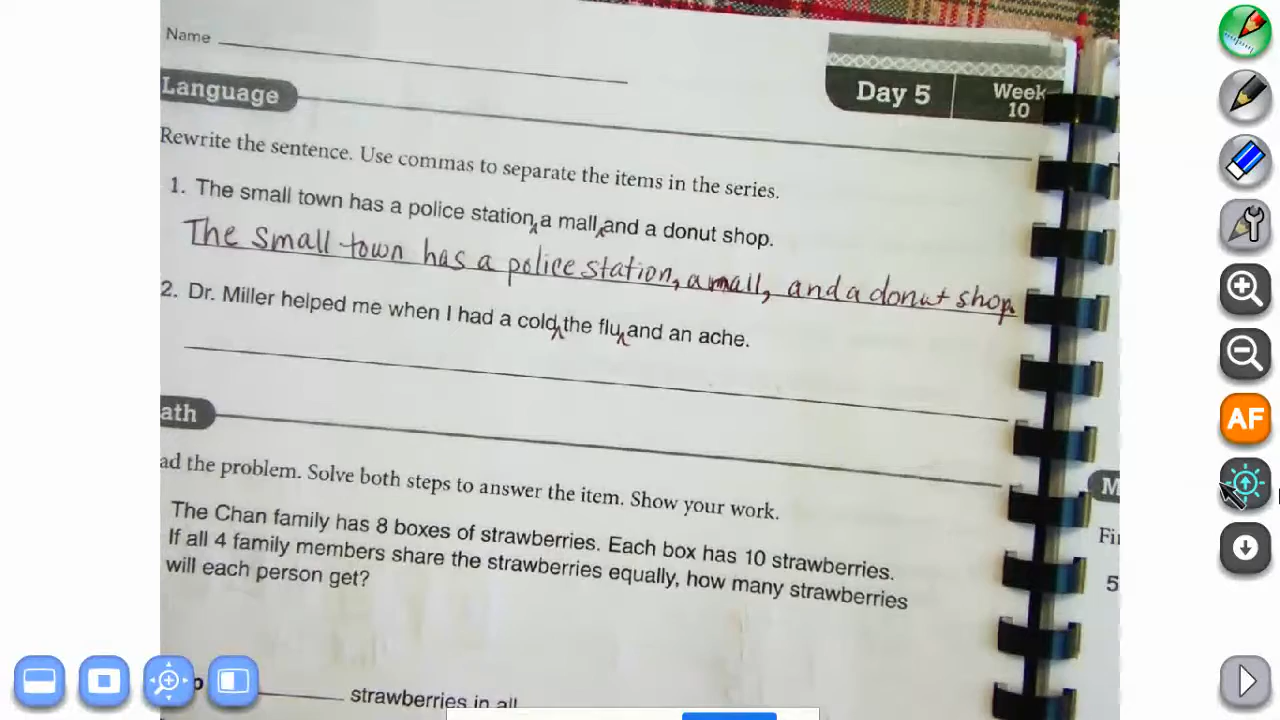 Name
Day 5
Week
10
Language
Rewrite the sentence. Use commas to separate the items in the series.
1. The small town has a police station, a mall, and a donut shop.
The small town has a police station, a mall, and a donut shop.
2. Dr. Miller helped me when I had a cold, the flu, and an ache.
ath
ad the problem. Solve both steps to answer the item. Show your work.
The Chan family has 8 boxes of strawberries. Each box has 10 strawberries.
If all 4 family members share the strawberries equally, how many strawberries
will each person get?
strawberries in all
M
Fi
5
AF